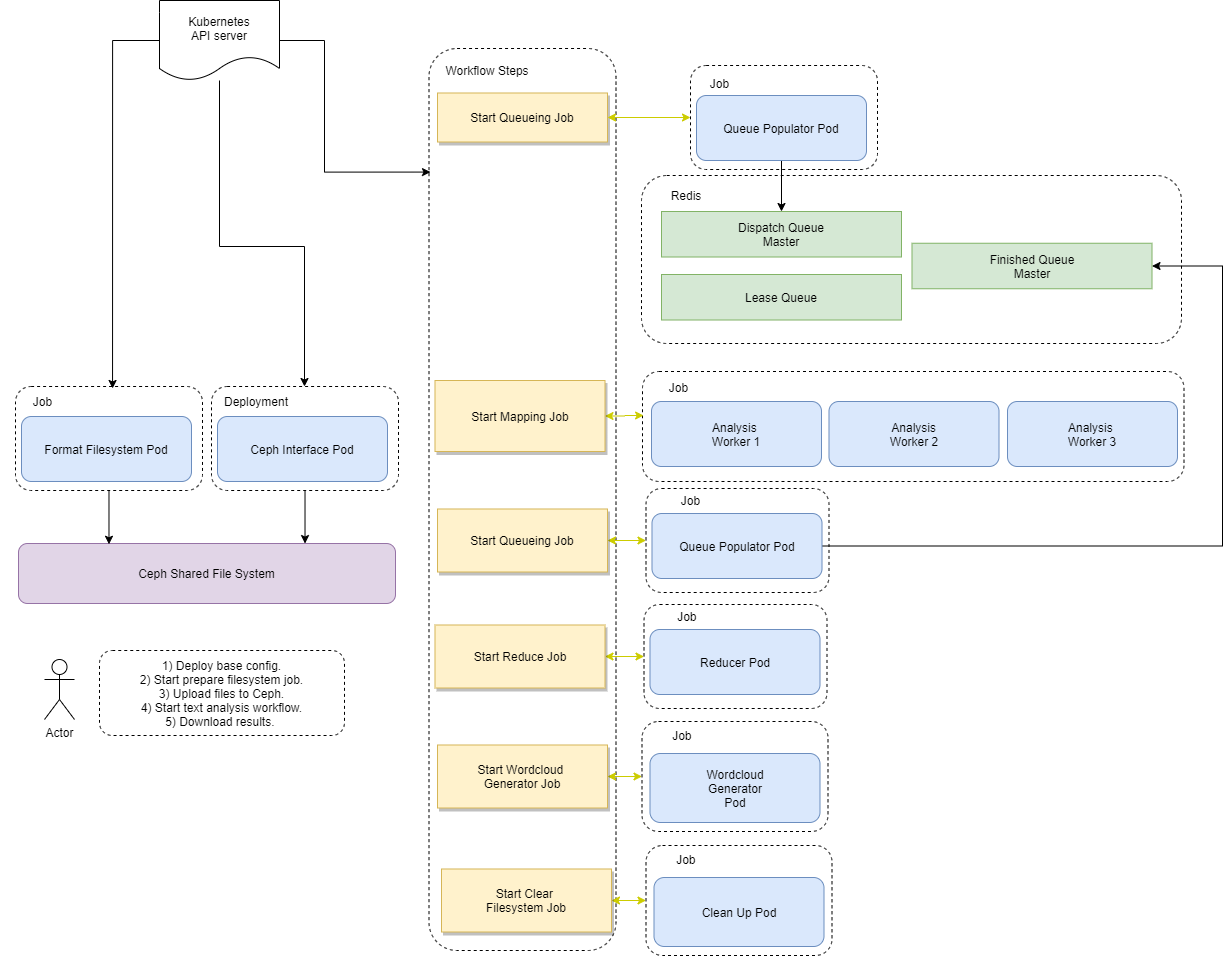 Kubernetes
API server
Workflow Steps
Start Queueing Job
Job
Queue Populator Pod
Redis
Dispatch Queue
Master
Lease Queue
Finished Queue
Master
Job
Format Filesystem Pod
Deployment
Ceph Interface Pod
Ceph Shared File System
Start Mapping Job
Job
Analysis
Worker 1
Analysis
Worker 2
Analysis
Worker 3
Start Queueing Job
Job
Queue Populator Pod
Start Reduce Job
Job
Reducer Pod
Actor
1) Deploy base config.
2) Start prepare filesystem job.
3) Upload files to Ceph.
4) Start text analysis workflow.
5) Download results.
Start Wordcloud
Generator Job
Job
Wordcloud
Generator
Pod
Start Clear
Filesystem Job
Job
Clean Up Pod